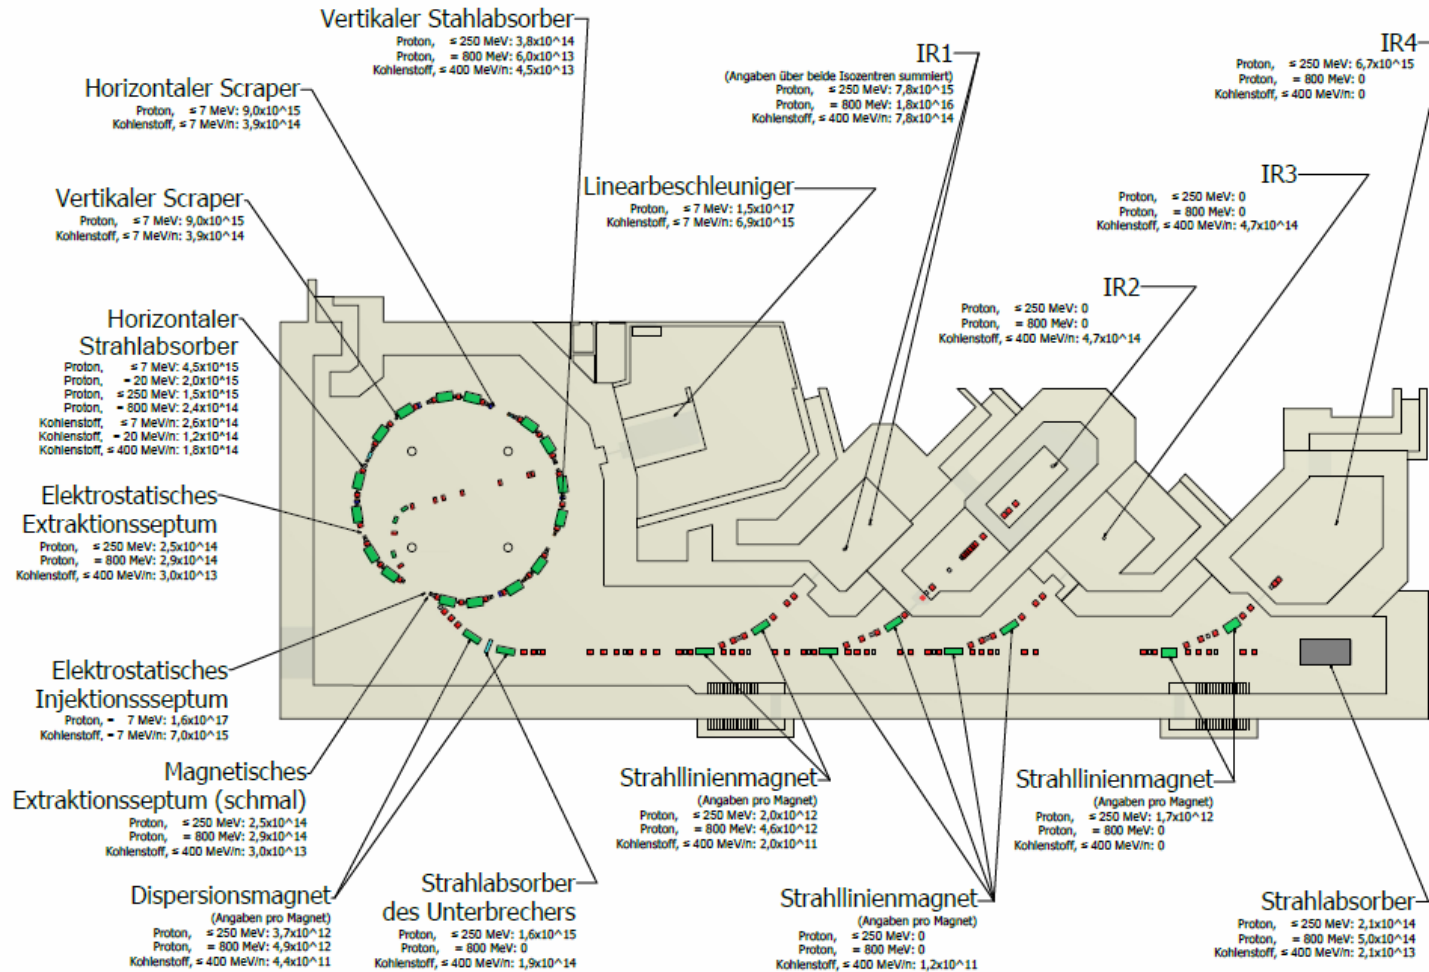 Vertikaler Stahlabsorber
Proton, ≤ 250 MeV: 3,8x10^14
Proton, = 800 MeV: 6,0x10^13
Kohlenstoff, ≤ 400 MeV/n: 4,5x10^13
Horizontaler Scraper
Proton, ≤ 7 MeV: 9,0x10^15
Kohlenstoff, ≤ 7 MeV/n: 3,9x10^14
Vertikaler Scraper
Proton, ≤ 7 MeV: 9,0x10^15
Kohlenstoff, ≤ 7 MeV/n: 3,9x10^14
Horizontaler
Strahlabsorber
Proton, ≤ 7 MeV: 4,5x10^15
Proton, = 20 MeV: 2,0x10^15
Proton, ≤ 250 MeV: 1,5x10^15
Proton, = 800 MeV: 2,4x10^14
Kohlenstoff, ≤ 7 MeV: 2,6x10^14
Kohlenstoff, = 20 MeV/n: 1,2x10^14
Kohlenstoff, ≤ 400 MeV/n: 1,8x10^14
Elektrostatisches
Extraktionsseptum
Proton, ≤ 250 MeV: 2,5x10^14
Proton, = 800 MeV: 2,9x10^14
Kohlenstoff, ≤ 400 MeV/n: 3,0x10^13
Elektrostatisches
Injektionssseptum
Proton, = 7 MeV: 1,6x10^17
Kohlenstoff, = 7 MeV/n: 7,0x10^15
Magnetisches
Extraktionsseptum (schmal)
Proton, ≤ 250 MeV: 2,5x10^14
Proton, = 800 MeV: 2,9x10^14
Kohlenstoff, ≤ 400 MeV/n: 3,0x10^13
Dispersionsmagnet
(Angaben pro Magnet)
Proton, ≤ 250 MeV: 3,7x10^12
Proton, = 800 MeV: 4,9x10^12
Kohlenstoff, ≤ 400 MeV/n: 4,4x10^11
Strahlabsorber
des Unterbrechers
Proton, ≤ 250 MeV: 1,6x10^15
Proton, = 800 MeV: 0
Kohlenstoff, ≤ 400 MeV/n: 1,9x10^14
Linearbeschleuniger
Proton, ≤ 7 MeV: 1,5x10^17
Kohlenstoff, ≤ 7 MeV/n: 6,9x10^15
IR1
(Angaben über beide Isozentren summiert)
Proton, ≤ 250 MeV: 7,8x10^15
Proton, = 800 MeV: 1,8x10^16
Kohlenstoff, ≤ 400 MeV/n: 7,8x10^14
IR4
Proton, ≤ 250 MeV: 6,7x10^15
Proton, = 800 MeV: 0
Kohlenstoff, ≤ 400 MeV/n: 0
IR3
Proton, ≤ 250 MeV: 0
Proton, = 800 MeV: 0
Kohlenstoff, ≤ 400 MeV/n: 4,7x10^14
IR2
Proton, ≤ 250 MeV: 0
Proton, = 800 MeV: 0
Kohlenstoff, ≤ 400 MeV/n: 4,7x10^14
Strahllinienmagnet
(Angaben pro Magnet)
Proton, ≤ 250 MeV: 2,0x10^12
Proton, = 800 MeV: 4,6x10^12
Kohlenstoff, ≤ 400 MeV/n: 2,0x10^11
Strahllinienmagnet
(Angaben pro Magnet)
Proton, ≤ 250 MeV: 0
Proton, = 800 MeV: 0
Kohlenstoff, ≤ 400 MeV/n: 1,2x10^11
Strahllinienmagnet
(Angaben pro Magnet)
Proton, ≤ 250 MeV: 1,7x10^12
Proton, = 800 MeV: 0
Kohlenstoff, ≤ 400 MeV/n: 0
Strahlabsorber
Proton, ≤ 250 MeV: 2,1x10^14
Proton, = 800 MeV: 5,0x10^14
Kohlenstoff, ≤ 400 MeV/n: 2,1x10^13